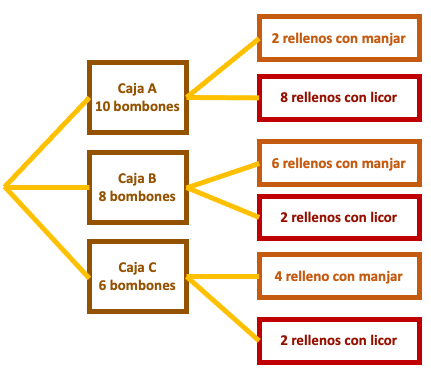 2 rellenos con manjar
Caja A
10 bombones
8 rellenos con licor
6 rellenos con manjar
Caja B
8 bombones
2 rellenos con licor
Caja C
6 bombones
4 relleno con manjar
2 rellenos con licor